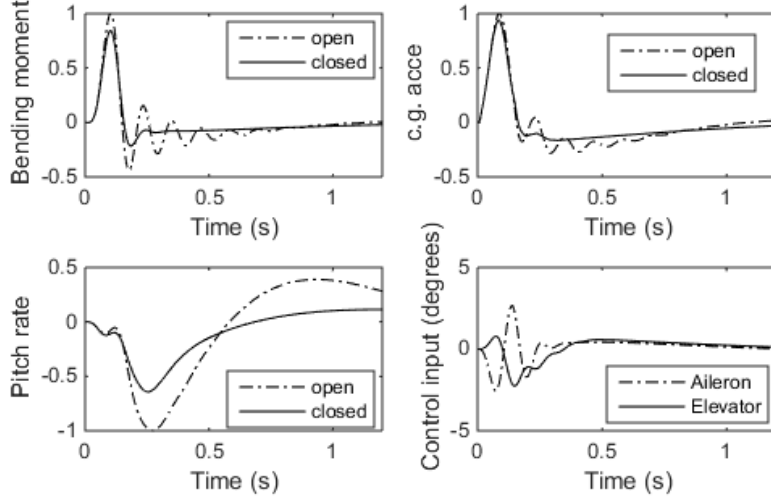 Bending moment
1
0.5
0
-0.5
open
closed
0
0.5
1
Time (s)
c.g. acce
1
0.5
0
-0.5
open
closed
0
0.5
1
Time (s)
Pitch rate
0.5
0
-0.5
-1
open
closed
0
0.5
1
Time (s)
Control input (degrees)
5
0
-5
Aileron
Elevator
0
0.5
1
Time (s)